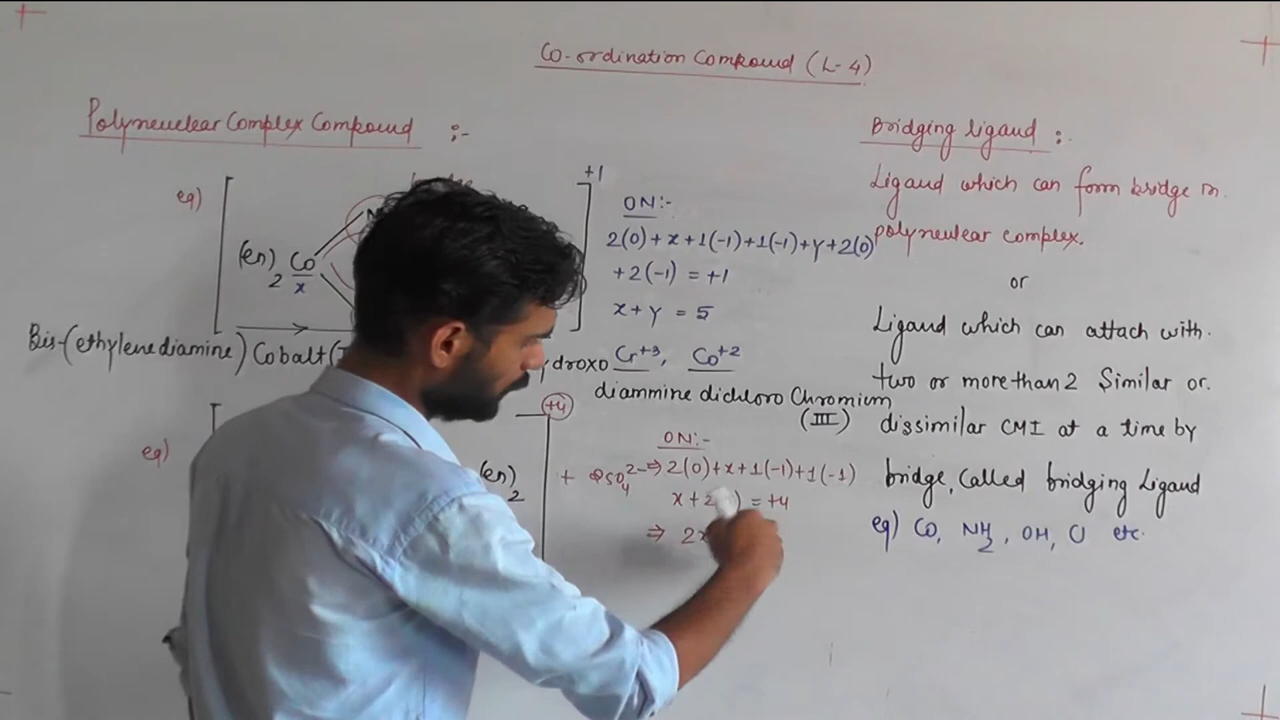 Co-ordination Compound (L-4)
Polyneuclear Complex Compound :-
eq)
+1
(en)2 Co
x
Bis-(ethylenediamine) Cobalt(
ydroxo Cr+3, Co+2
diammine dichloro Chromium
(III)
ON:-
2(0)+x+1(-1)+1(-1)+y+2(0)
+2(-1) = +1
x+y = 5
eq)
+4
(en)2
ON:-
⇒ 2(0)+x+1(-1)+1(-1)
x+2 ) = +4
⇒ 2x
Bridging ligand :-
Ligand which can form bridge in
polyneulear complex.
or
Ligand which can attach with.
two or more than 2 Similar or.
dissimilar CMI at a time by
bridge, Called bridging Ligand
eq) CO, NH2, OH, Cl etc.